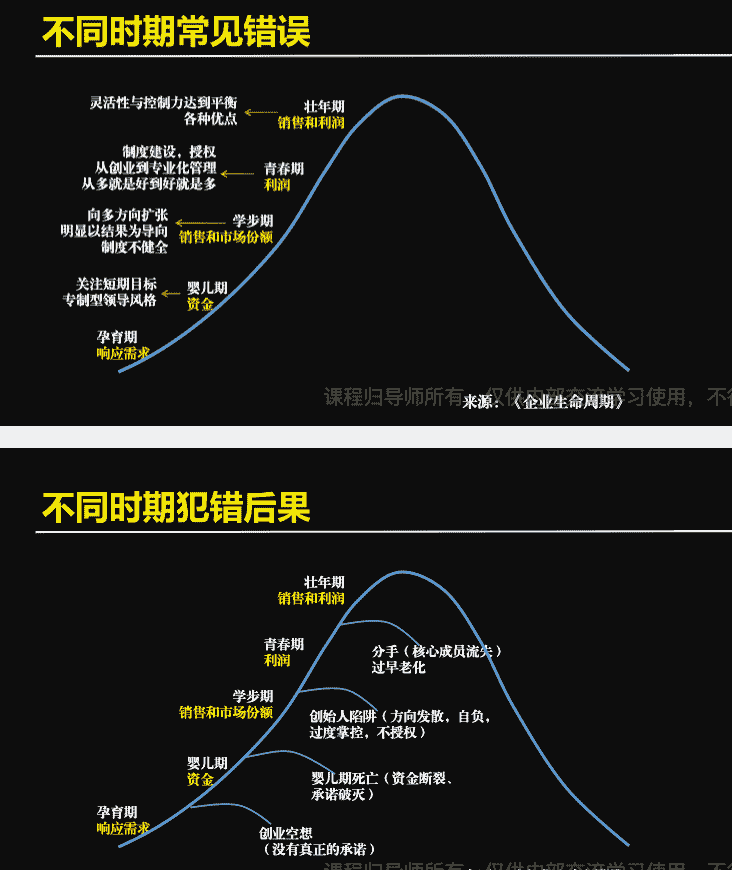 不同时期常见错误
灵活性与控制力达到平衡
各种优点
壮年期
销售和利润
制度建设，授权
从创业到专业化管理
从多就是好到好就是多
青春期
利润
向多方向扩张
明显以结果为导向
制度不健全
学步期
销售和市场份额
关注短期目标
专制型领导风格
婴儿期
资金
孕育期
响应需求
课程归导师所有，仅供内部交流学习使用，不得
来源：《企业生命周期》
不同时期犯错后果
壮年期
销售和利润
分手（核心成员流失）
过早老化
青春期
利润
创始人陷阱（方向发散，自负，
过度掌控，不授权）
学步期
销售和市场份额
婴儿期死亡（资金断裂、
承诺破灭）
婴儿期
资金
孕育期
响应需求
创业空想
（没有真正的承诺）